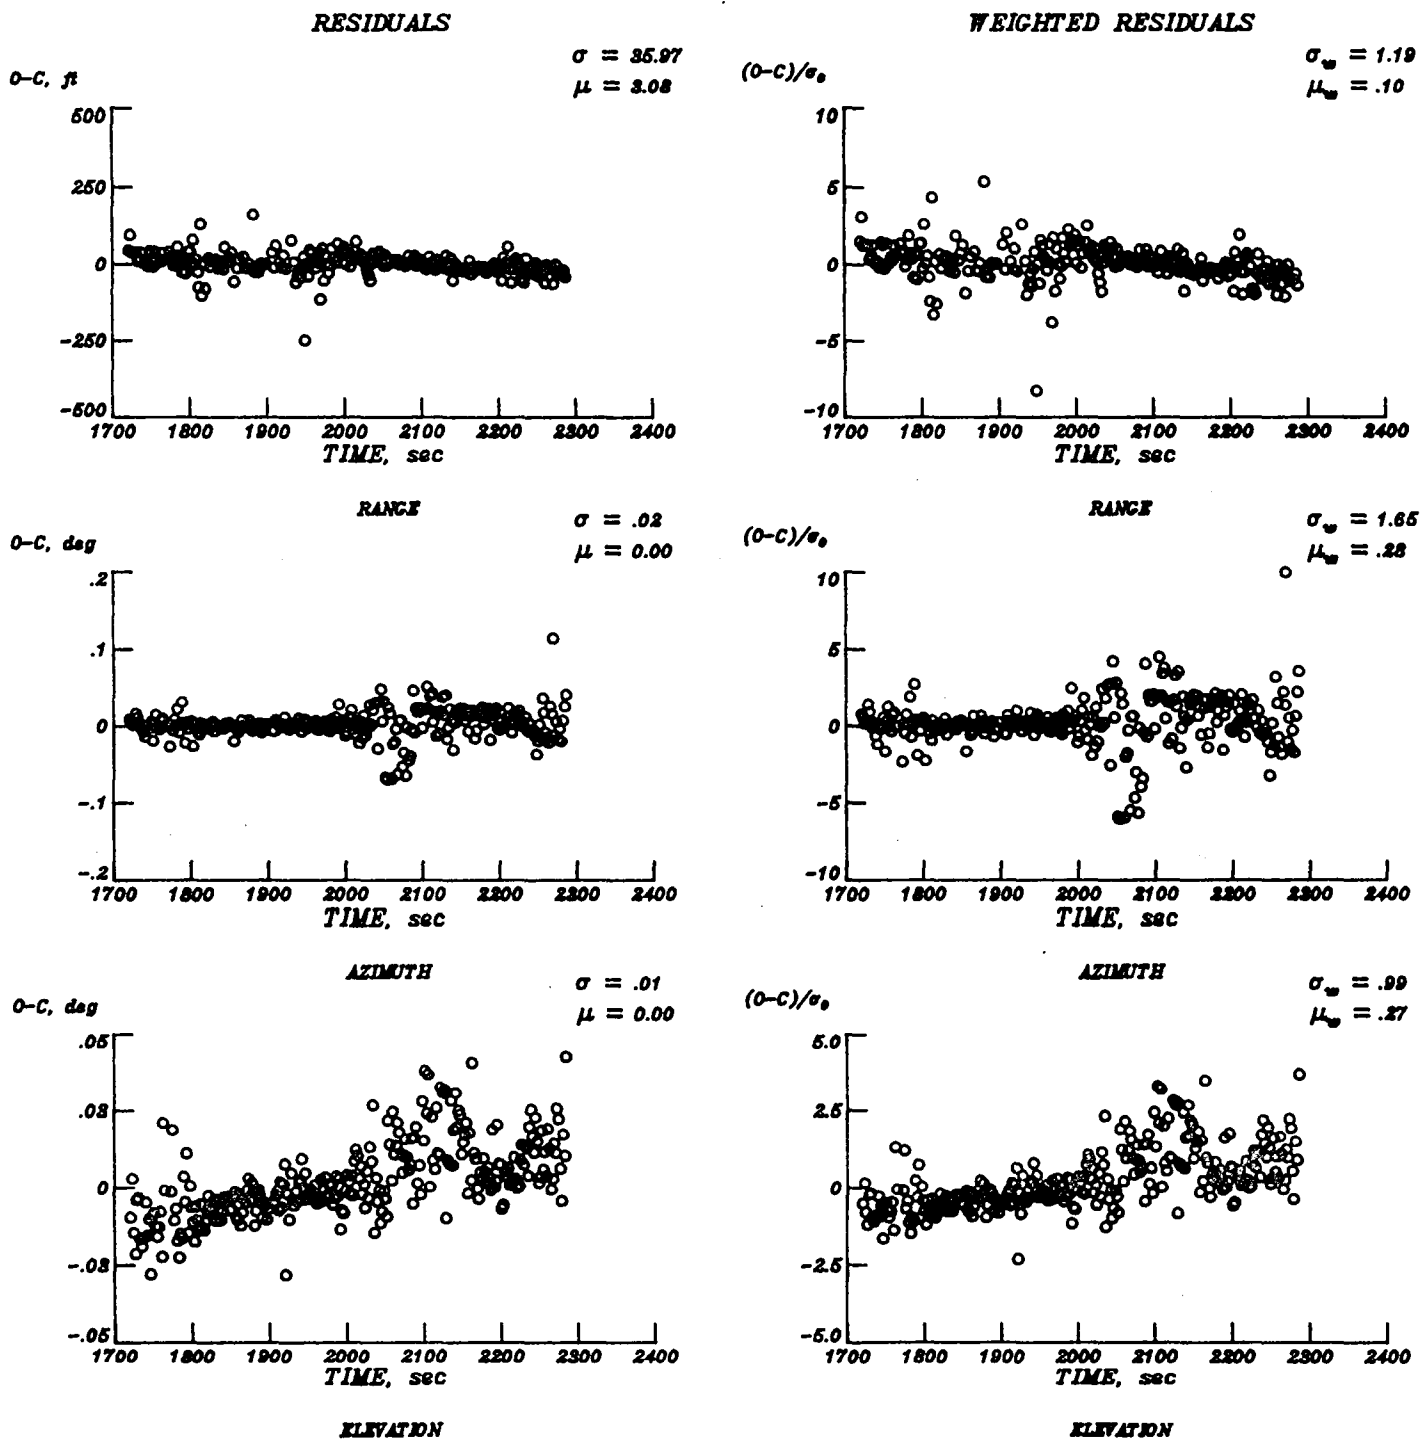 RESIDUALS
O-C, ft
σ = 35.97
μ = 3.08
500
250
0
-250
-500
1700 1800 1900 2000 2100 2200 2300 2400
TIME, sec
RANGE
WEIGHTED RESIDUALS
(O-C)/σ₀
σw = 1.19
μw = .10
10
5
0
-5
-10
1700 1800 1900 2000 2100 2200 2300 2400
TIME, sec
RANGE
O-C, deg
σ = .02
μ = 0.00
.2
.1
0
-.1
-.2
1700 1800 1900 2000 2100 2200 2300 2400
TIME, sec
AZIMUTH
(O-C)/σ₀
σw = 1.65
μw = .28
10
5
0
-5
-10
1700 1800 1900 2000 2100 2200 2300 2400
TIME, sec
AZIMUTH
O-C, deg
σ = .01
μ = 0.00
.05
.03
0
-.03
-.05
1700 1800 1900 2000 2100 2200 2300 2400
TIME, sec
ELEVATION
(O-C)/σ₀
σw = .99
μw = .27
5.0
2.5
0
-2.5
-5.0
1700 1800 1900 2000 2100 2200 2300 2400
TIME, sec
ELEVATION